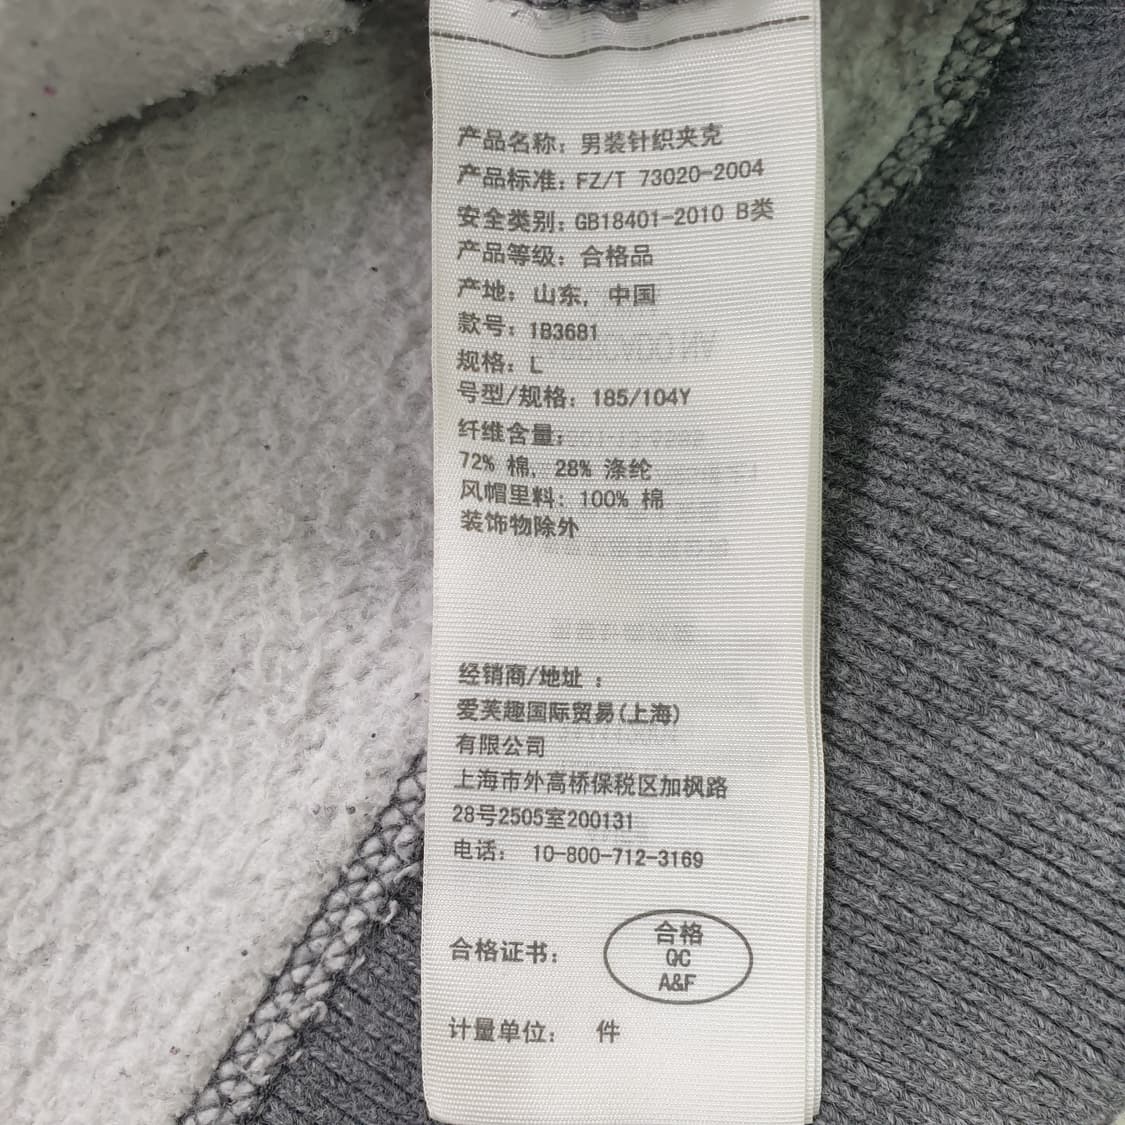 产品名称：男装针织夹克
产品标准：FZ/T 73020-2004
安全类别：GB18401-2010 B类
产品等级：合格品
产地：山东，中国
款号：1B3681
规格：L
号型/规格：185/104Y
纤维含量：
72% 棉，28% 涤纶
风帽里料：100% 棉
装饰物除外
经销商/地址：
爱芙趣国际贸易(上海)
有限公司
上海市外高桥保税区加枫路
28号2505室200131
电话： 10-800-712-3169
合格证书：
合格
QC
A&F
计量单位： 件